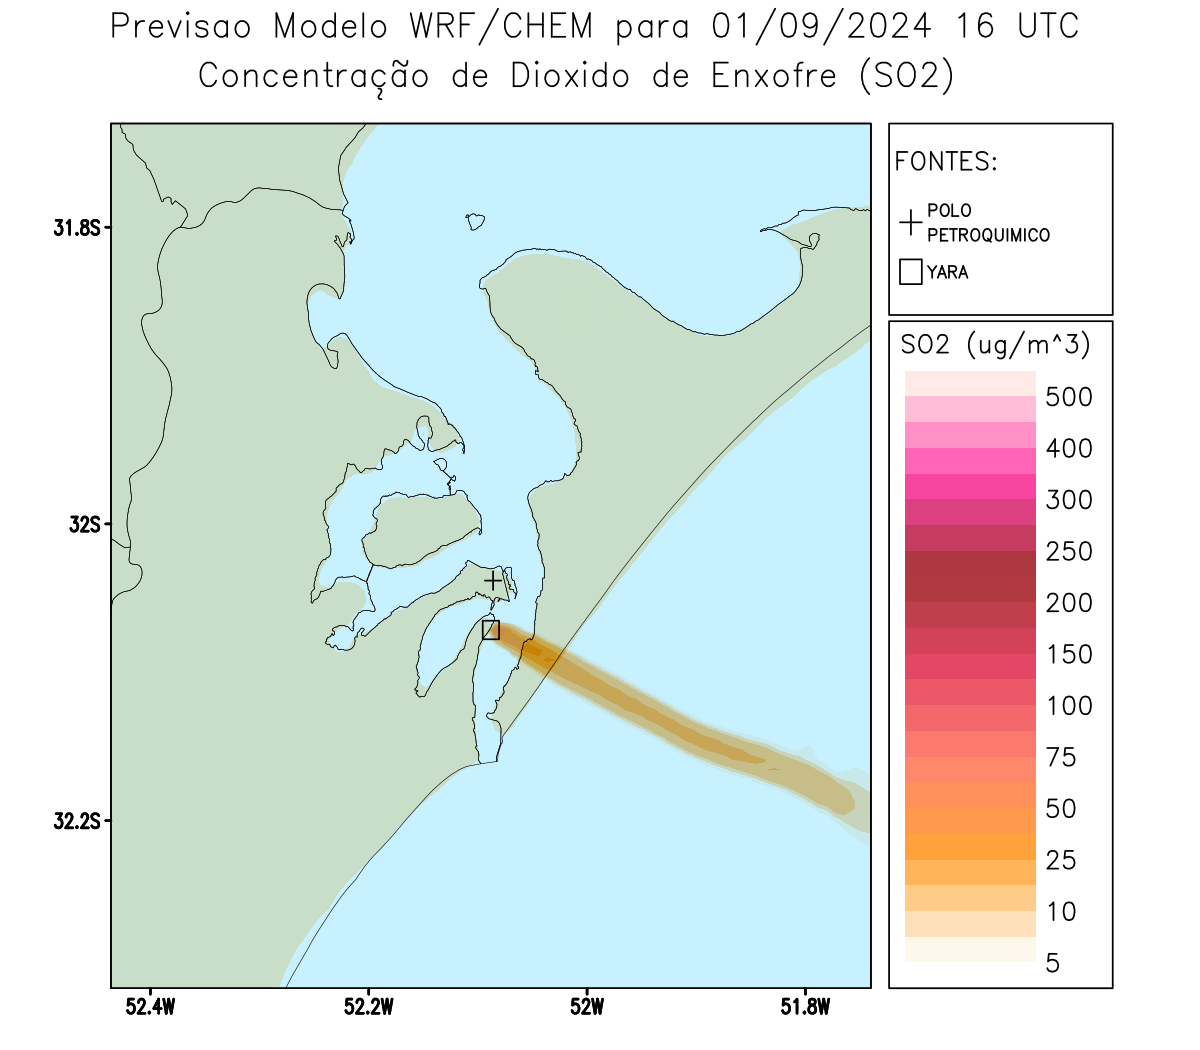 Previsao Modelo WRF/CHEM para 01/09/2024 16 UTC
Concentração de Dioxido de Enxofre (SO2)
FONTES:
POLO
PETROQUIMICO
YARA
SO2 (ug/m^3)
500
400
300
250
200
150
100
75
50
25
10
5
31.8S
32S
32.2S
52.4W
52.2W
52W
51.8W